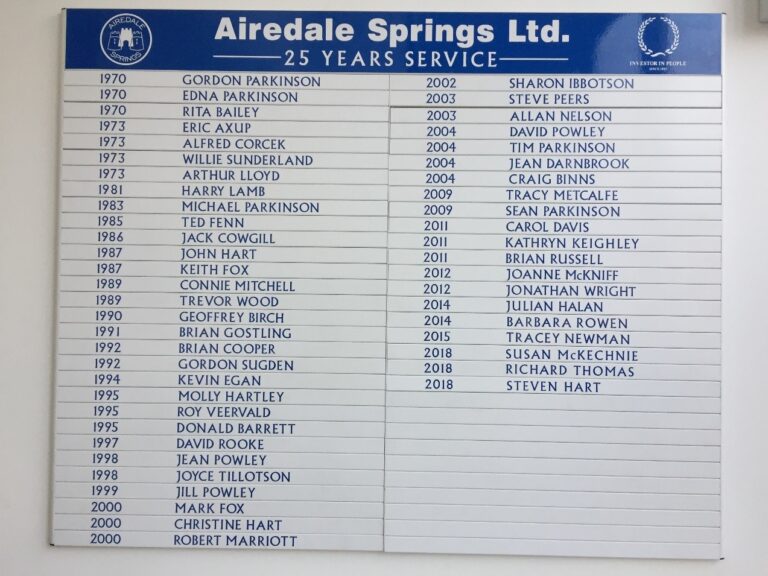 AIREDALE SPRINGS
Airedale Springs Ltd.
25 YEARS SERVICE
INVESTOR IN PEOPLE
1970 GORDON PARKINSON
1970 EDNA PARKINSON
1970 RITA BAILEY
1973 ERIC AXUP
1973 ALFRED CORCEK
1973 WILLIE SUNDERLAND
1973 ARTHUR LLOYD
1981 HARRY LAMB
1983 MICHAEL PARKINSON
1985 TED FENN
1986 JACK COWGILL
1987 JOHN HART
1987 KEITH FOX
1989 CONNIE MITCHELL
1989 TREVOR WOOD
1990 GEOFFREY BIRCH
1991 BRIAN GOSTLING
1992 BRIAN COOPER
1992 GORDON SUGDEN
1994 KEVIN EGAN
1995 MOLLY HARTLEY
1995 ROY VEERVALD
1995 DONALD BARRETT
1997 DAVID ROOKE
1998 JEAN POWLEY
1998 JOYCE TILLOTSON
1999 JILL POWLEY
2000 MARK FOX
2000 CHRISTINE HART
2000 ROBERT MARRIOTT
2002 SHARON IBBOTSON
2003 STEVE PEERS
2003 ALLAN NELSON
2004 DAVID POWLEY
2004 TIM PARKINSON
2004 JEAN DARNBROOK
2004 CRAIG BINNS
2009 TRACY METCALFE
2009 SEAN PARKINSON
2011 CAROL DAVIS
2011 KATHRYN KEIGHLEY
2011 BRIAN RUSSELL
2012 JOANNE McKNIFF
2012 JONATHAN WRIGHT
2014 JULIAN HALAN
2014 BARBARA ROWEN
2015 TRACEY NEWMAN
2018 SUSAN McKECHNIE
2018 RICHARD THOMAS
2018 STEVEN HART